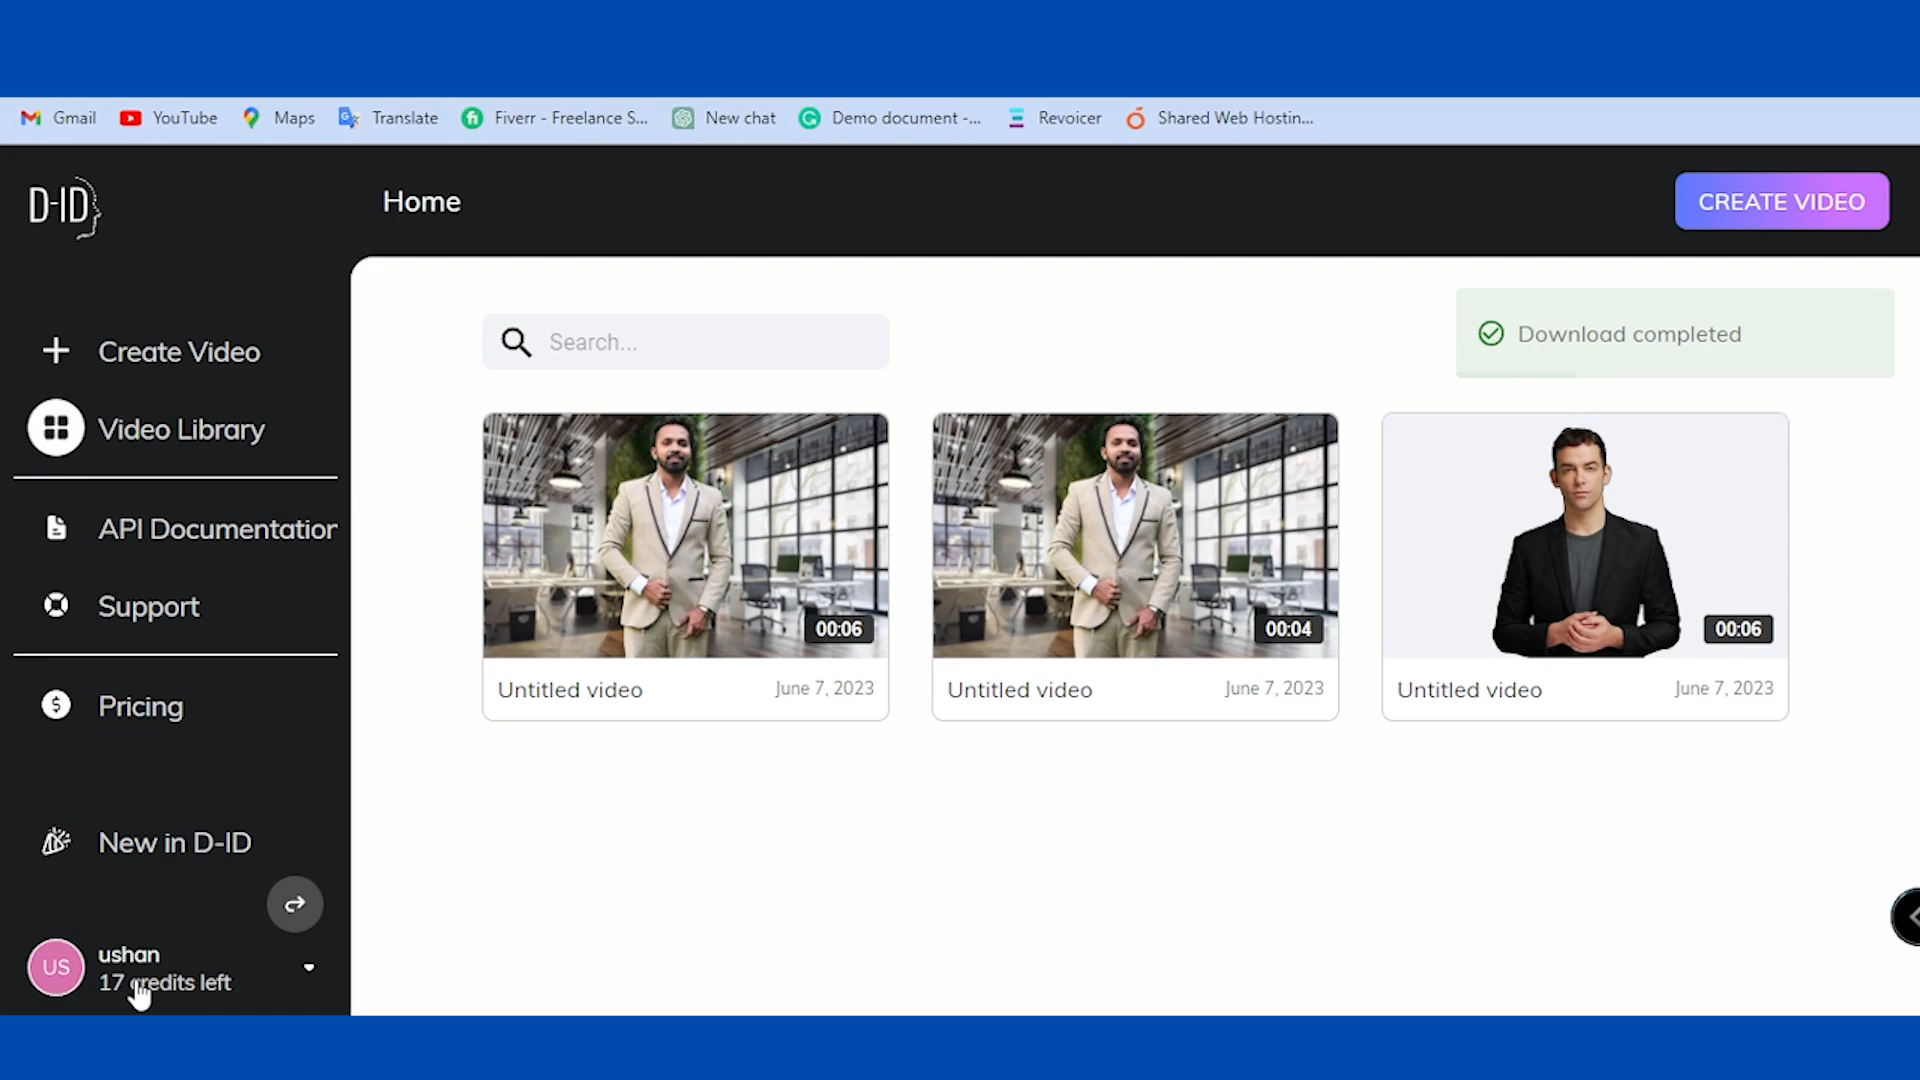 Gmail
YouTube
Maps
Translate
Fiverr - Freelance S...
New chat
Demo document -...
Revoicer
Shared Web Hostin...
D-ID
Home
CREATE VIDEO
Create Video
Video Library
API Documentation
Support
Pricing
New in D-ID
US
ushan
17 credits left
Search...
Download completed
00:06
Untitled video
June 7, 2023
00:04
Untitled video
June 7, 2023
00:06
Untitled video
June 7, 2023